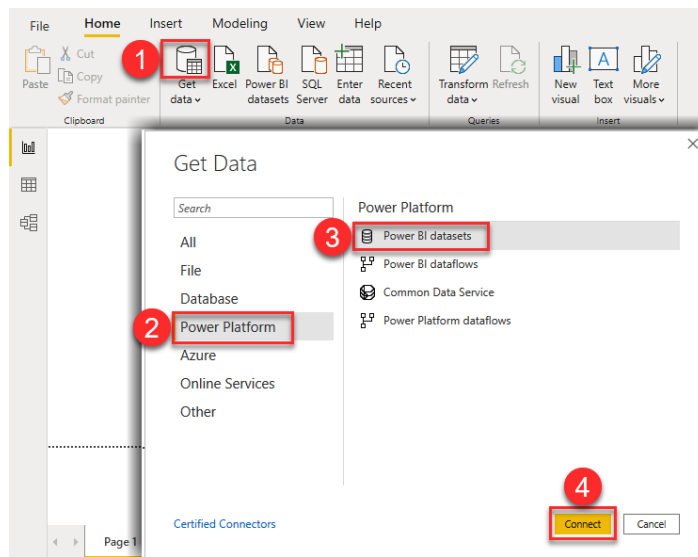 File Home Insert Modeling View Help
1
Cut
Copy
Format painter
Paste
Get data
Excel
Power BI datasets
SQL Server
Enter data
Recent sources
Transform data
Refresh
New visual
Text box
More visuals
Clipboard
Data
Queries
Insert
Get Data
Search
All
File
Database
2
Power Platform
Azure
Online Services
Other
Power Platform
3
Power BI datasets
Power BI dataflows
Common Data Service
Power Platform dataflows
4
Certified Connectors
Connect
Cancel
Page 1